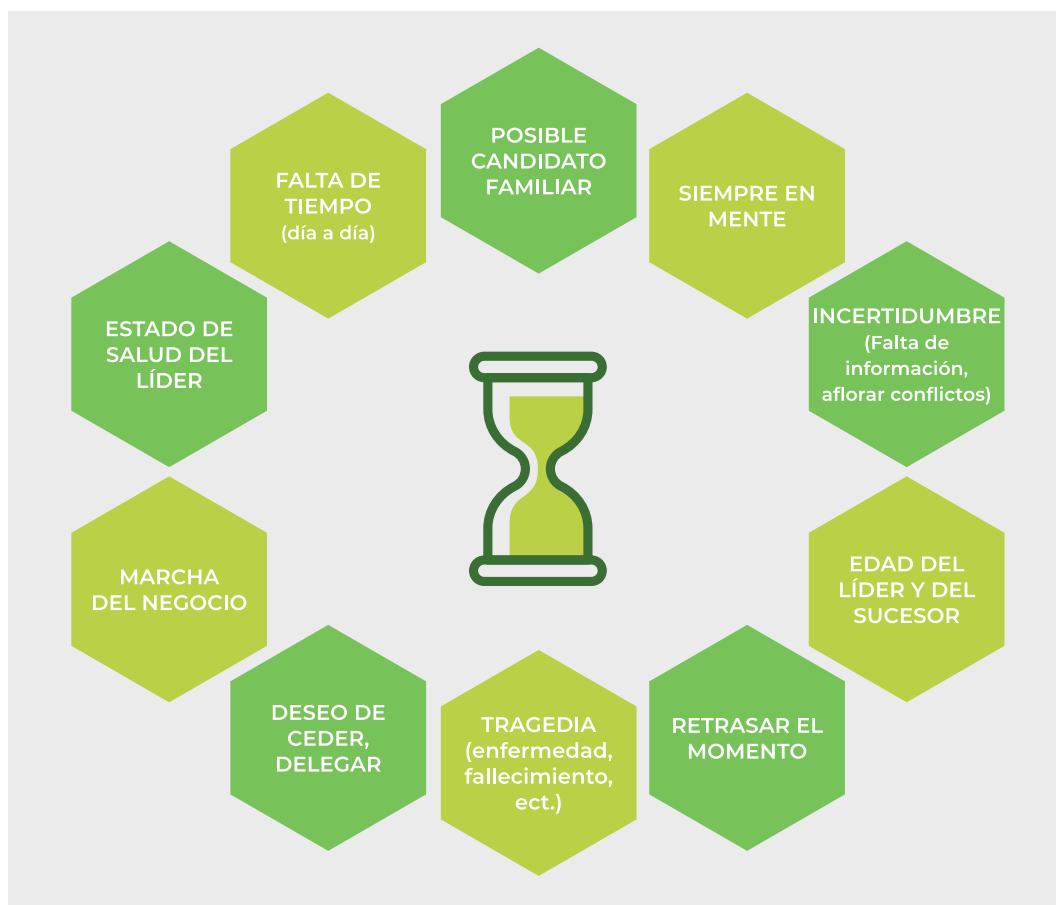 POSIBLE
CANDIDATO
FAMILIAR
SIEMPRE EN
MENTE
INCERTIDUMBRE
(Falta de
información,
aflorar conflictos)
EDAD DEL
LÍDER Y DEL
SUCESOR
RETRASAR EL
MOMENTO
TRAGEDIA
(enfermedad,
fallecimiento,
ect.)
DESEO DE
CEDER,
DELEGAR
MARCHA
DEL NEGOCIO
ESTADO DE
SALUD DEL
LÍDER
FALTA DE
TIEMPO
(día a día)